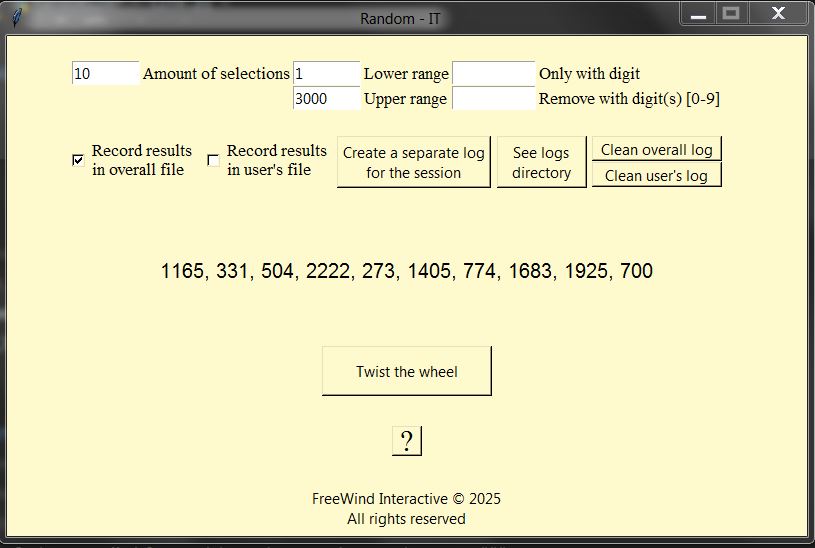 Random - IT
10 Amount of selections 1 Lower range Only with digit
3000 Upper range Remove with digit(s) [0-9]
Record results
in overall file
Record results
in user's file
Create a separate log
for the session
See logs
directory
Clean overall log
Clean user's log
1165, 331, 504, 2222, 273, 1405, 774, 1683, 1925, 700
Twist the wheel
?
FreeWind Interactive © 2025
All rights reserved